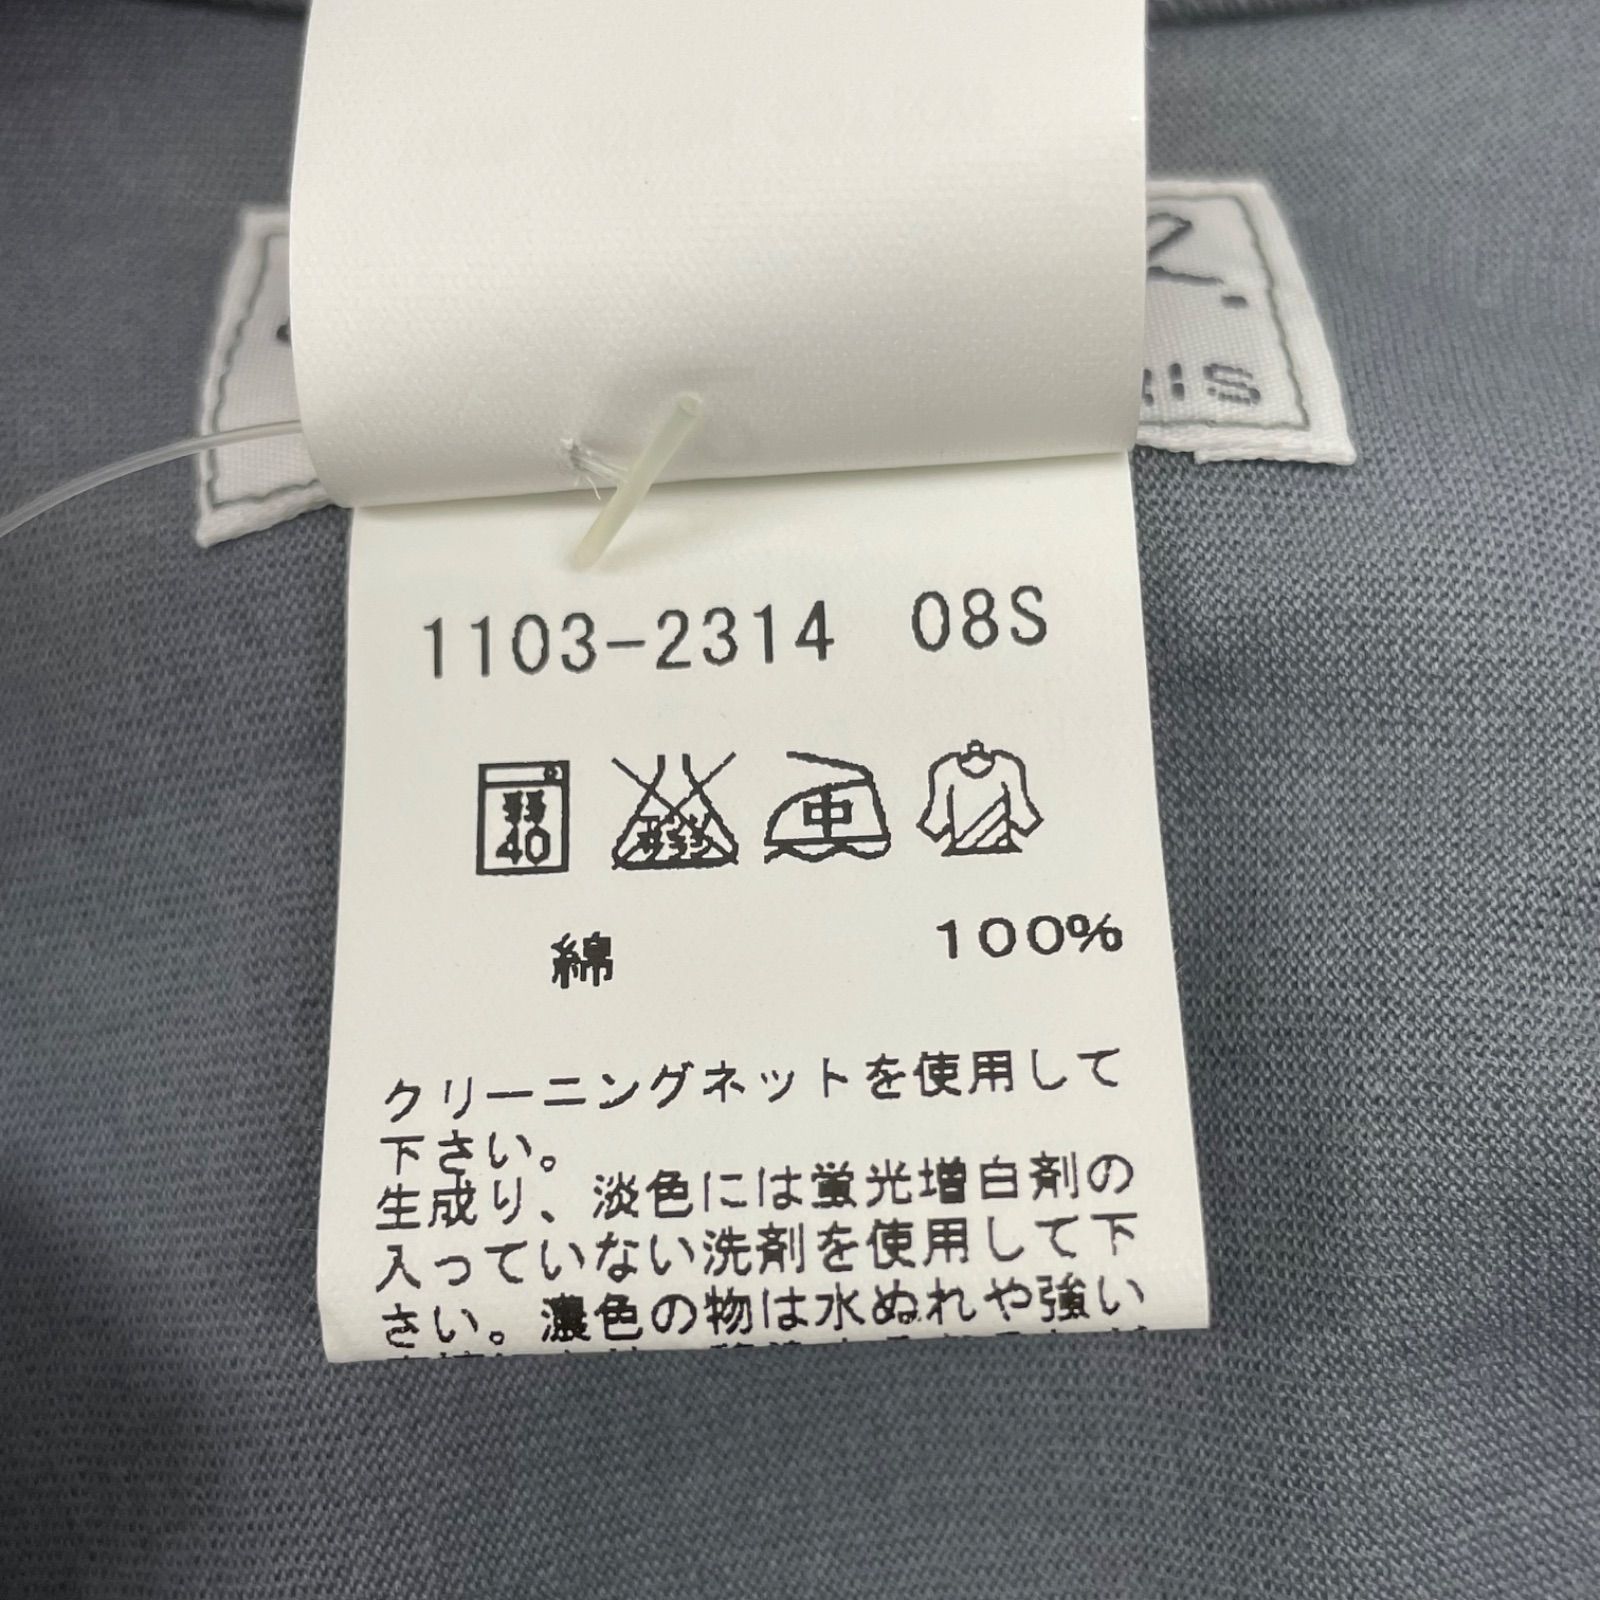 RIS
1103-2314 08S
弱
40
中
綿 100%
クリーニングネットを使用して
下さい。
生成り、淡色には蛍光増白剤の
入っていない洗剤を使用して下
さい。濃色の物は水ぬれや強い